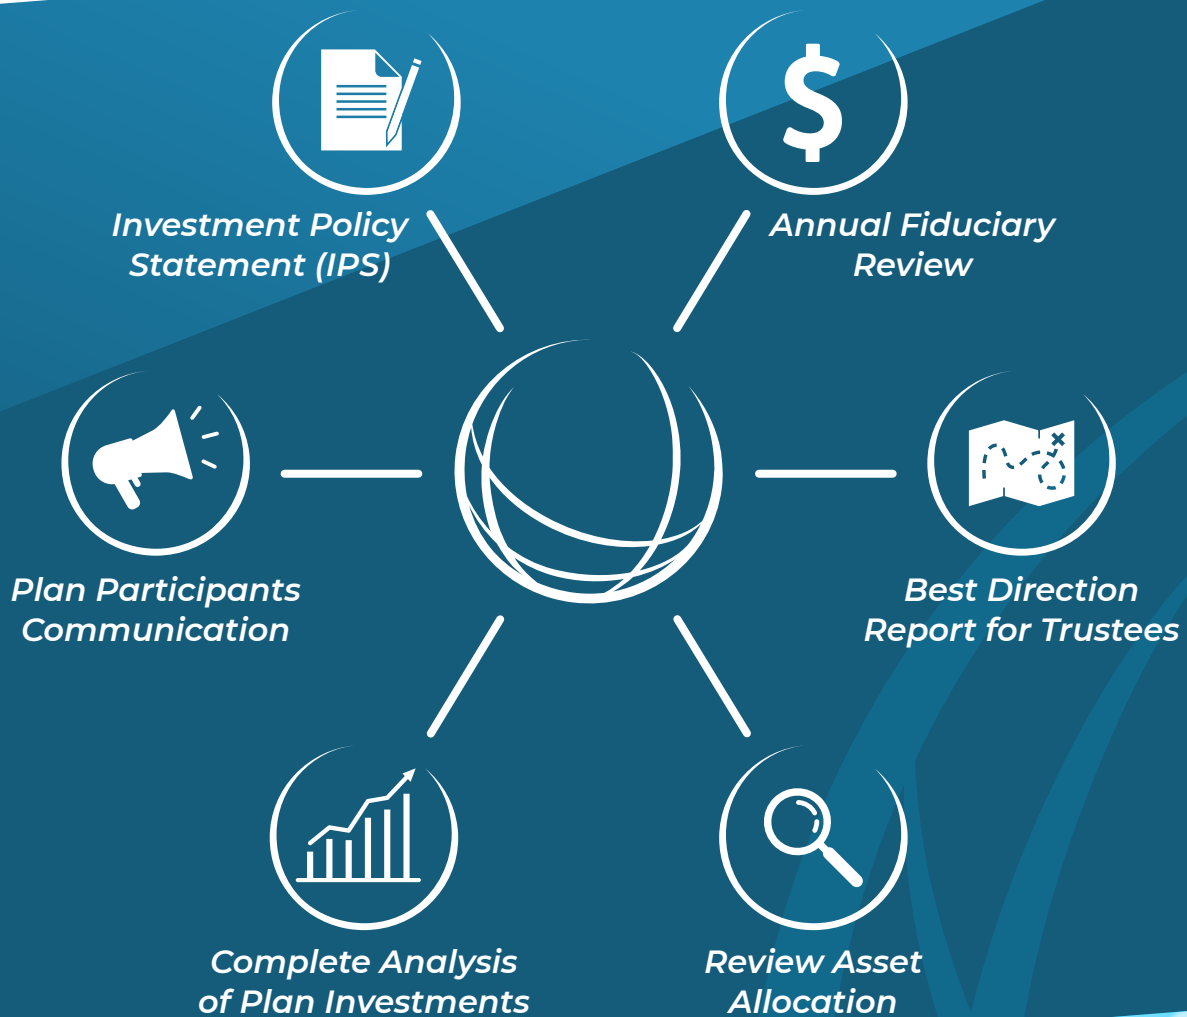 Investment Policy
Statement (IPS)
Annual Fiduciary
Review
Plan Participants
Communication
Best Direction
Report for Trustees
Complete Analysis
of Plan Investments
Review Asset
Allocation